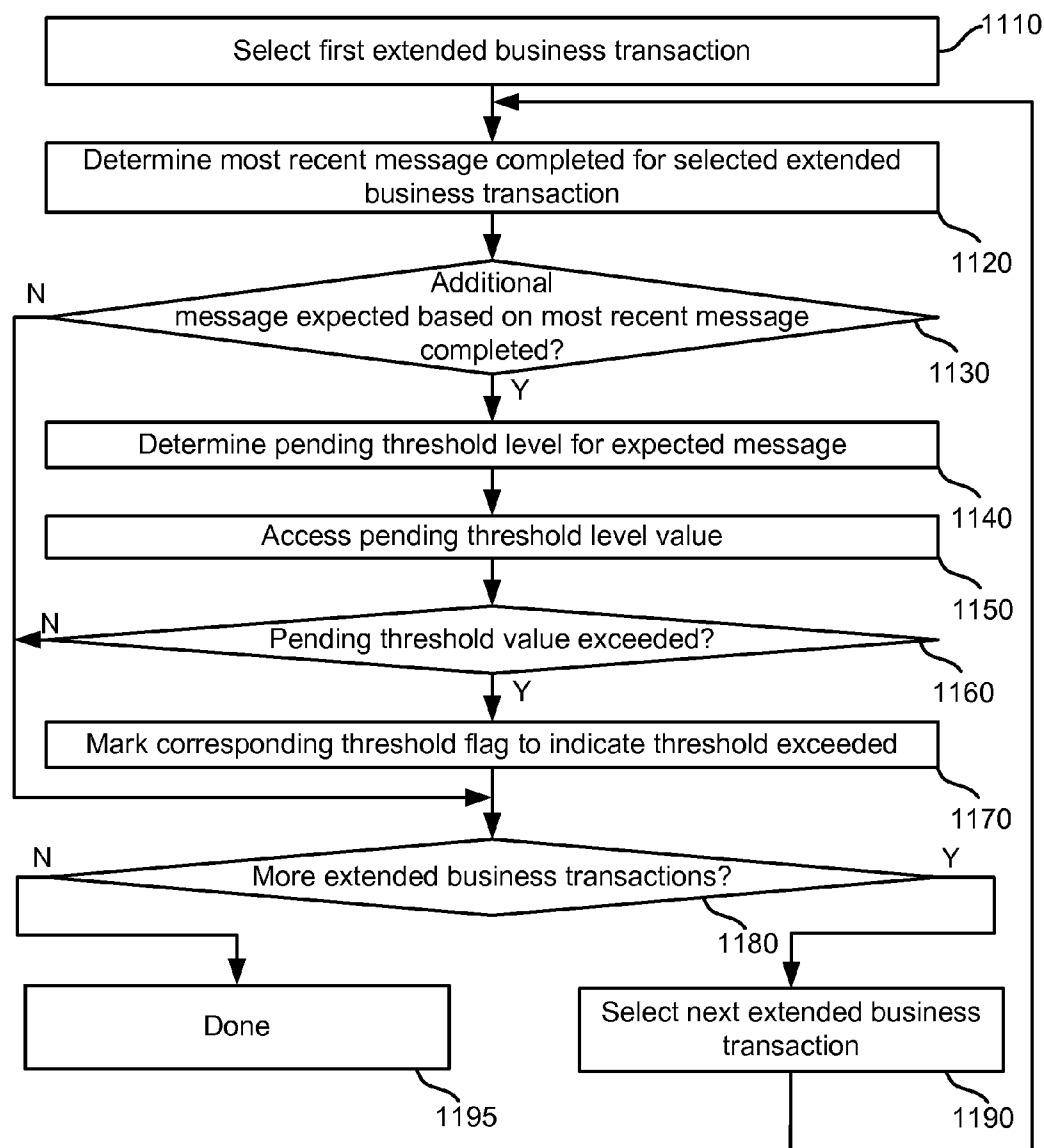 Select first extended business transaction
1110
Determine most recent message completed for selected extended
business transaction
1120
Additional
message expected based on most recent message
completed?
N
1130
Y
Determine pending threshold level for expected message
1140
Access pending threshold level value
1150
N
Pending threshold value exceeded?
1160
Y
Mark corresponding threshold flag to indicate threshold exceeded
1170
N
More extended business transactions?
Y
1180
Done
1195
Select next extended business
transaction
1190